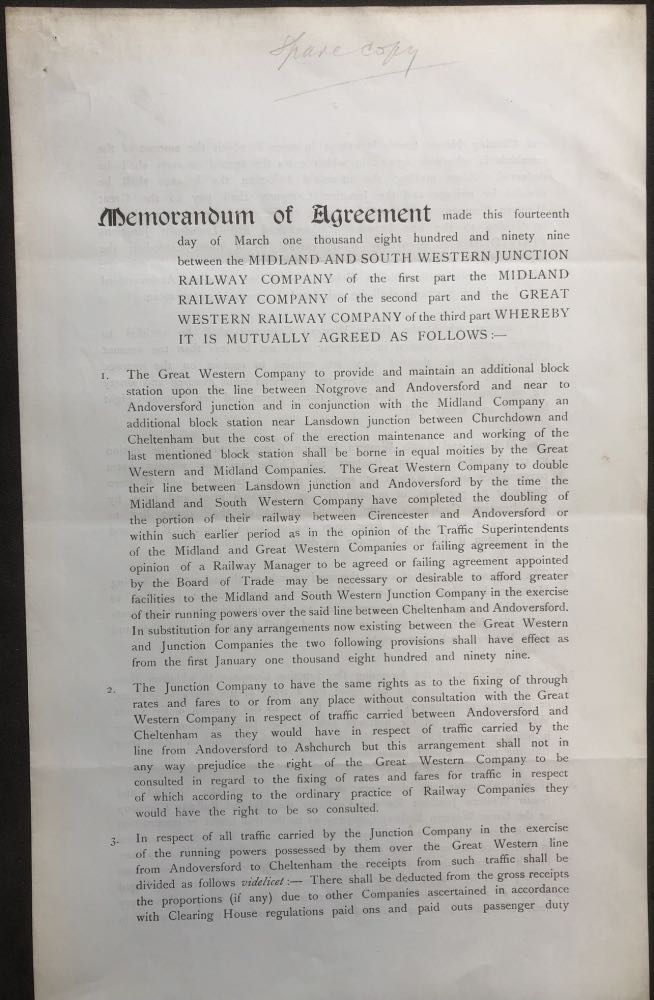 Spare copy
Memorandum of Agreement made this fourteenth
day of March one thousand eight hundred and ninety nine
between the MIDLAND AND SOUTH WESTERN JUNCTION
RAILWAY COMPANY of the first part the MIDLAND
RAILWAY COMPANY of the second part and the GREAT
WESTERN RAILWAY COMPANY of the third part WHEREBY
IT IS MUTUALLY AGREED AS FOLLOWS:—
1. The Great Western Company to provide and maintain an additional block
station upon the line between Notgrove and Andoversford and near to
Andoversford junction and in conjunction with the Midland Company an
additional block station near Lansdown junction between Churchdown and
Cheltenham but the cost of the erection maintenance and working of the
last mentioned block station shall be borne in equal moities by the Great
Western and Midland Companies. The Great Western Company to double
their line between Lansdown junction and Andoversford by the time the
Midland and South Western Company have completed the doubling of
the portion of their railway between Cirencester and Andoversford or
within such earlier period as in the opinion of the Traffic Superintendents
of the Midland and Great Western Companies or failing agreement in the
opinion of a Railway Manager to be agreed or failing agreement appointed
by the Board of Trade may be necessary or desirable to afford greater
facilities to the Midland and South Western Junction Company in the exercise
of their running powers over the said line between Cheltenham and Andoversford.
In substitution for any arrangements now existing between the Great Western
and Junction Companies the two following provisions shall have effect as
from the first January one thousand eight hundred and ninety nine.
2. The Junction Company to have the same rights as to the fixing of through
rates and fares to or from any place without consultation with the Great
Western Company in respect of traffic carried between Andoversford and
Cheltenham as they would have in respect of traffic carried by the
line from Andoversford to Ashchurch but this arrangement shall not in
any way prejudice the right of the Great Western Company to be
consulted in regard to the fixing of rates and fares for traffic in respect
of which according to the ordinary practice of Railway Companies they
would have the right to be so consulted.
3. In respect of all traffic carried by the Junction Company in the exercise
of the running powers possessed by them over the Great Western line
from Andoversford to Cheltenham the receipts from such traffic shall be
divided as follows videlicet:— There shall be deducted from the gross receipts
the proportions (if any) due to other Companies ascertained in accordance
with Clearing House regulations paid ons and paid outs passenger duty